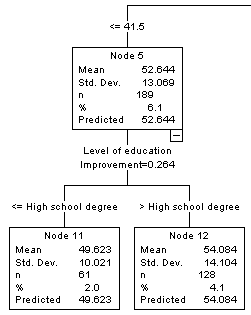 <= 41.5
Node 5
Mean 52.644
Std. Dev. 13.069
n 189
% 6.1
Predicted 52.644
Level of education
Improvement=0.264
<= High school degree
> High school degree
Node 11
Mean 49.623
Std. Dev. 10.021
n 61
% 2.0
Predicted 49.623
Node 12
Mean 54.084
Std. Dev. 14.104
n 128
% 4.1
Predicted 54.084